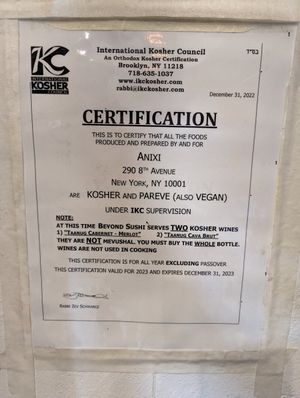 KC
INTERNATIONAL
KOSHER
COUNCIL
בס״ד
International Kosher Council
An Orthodox Kosher Certification
Brooklyn, NY 11218
718-635-1037
www.ikckosher.com
rabbi@ikckosher.com
December 31, 2022
CERTIFICATION
THIS IS TO CERTIFY THAT ALL THE FOODS
PRODUCED AND PREPARED BY AND FOR
ANIXI
290 8TH AVENUE
NEW YORK, NY 10001
ARE KOSHER AND PAREVE (ALSO VEGAN)
UNDER IKC SUPERVISION
NOTE:
AT THIS TIME BEYOND SUSHI SERVES TWO KOSHER WINES
1) "TAANUG CABERNET - MERLOT" 2) "TAANUG CAVA BRUT"
THEY ARE NOT MEVUSHAL. YOU MUST BUY THE WHOLE BOTTLE.
WINES ARE NOT USED IN COOKING
THIS CERTIFICATION IS FOR ALL YEAR EXCLUDING PASSOVER
THIS CERTIFICATION VALID FOR 2023 AND EXPIRES DECEMBER 31, 2023
RABBI ZEV SCHWARCZ